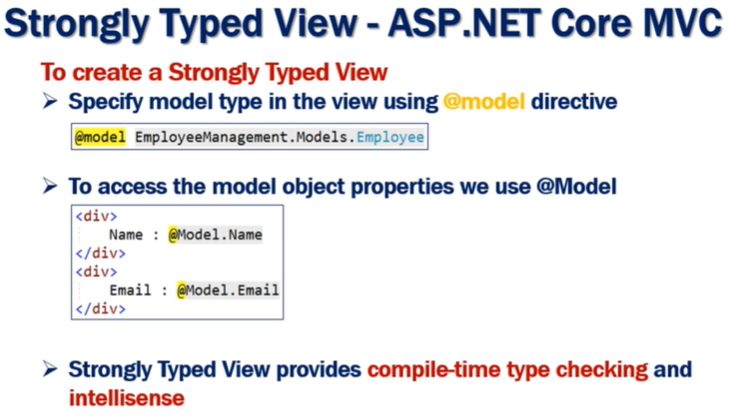 Strongly Typed View - ASP.NET Core MVC
To create a Strongly Typed View
➤ Specify model type in the view using @model directive
@model EmployeeManagement.Models.Employee
➤ To access the model object properties we use @Model
<div>
Name : @Model.Name
</div>
<div>
Email : @Model.Email
</div>
➤ Strongly Typed View provides compile-time type checking and
intellisense